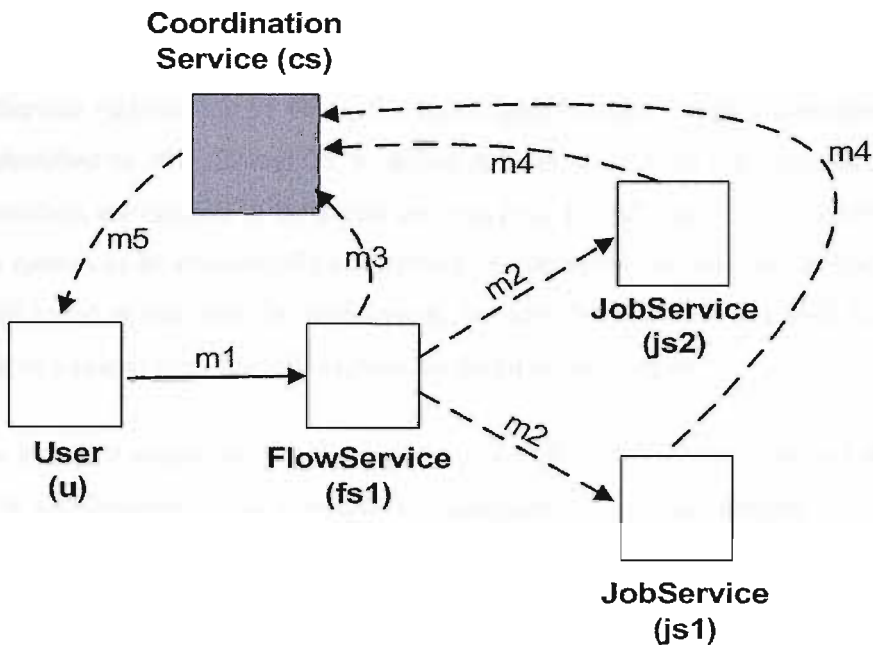 Coordination
Service (cs)
m4
m4
m5
m3
m2
JobService
(js2)
m1
m2
User
(u)
FlowService
(fs1)
JobService
(js1)